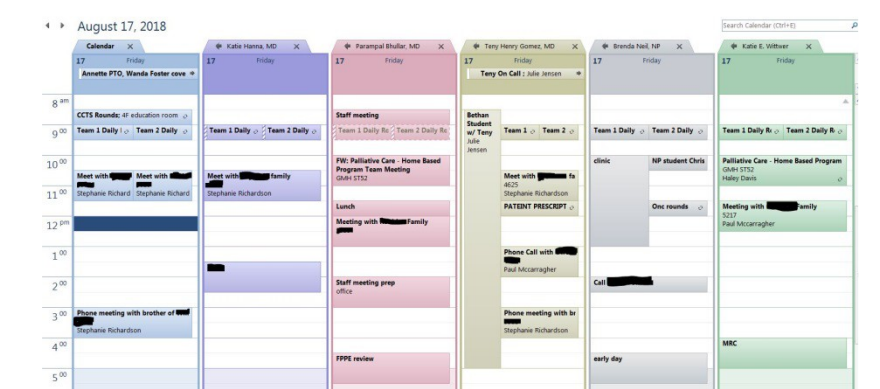 August 17, 2018
Search Calendar (Ctrl+E)
Calendar
Katie Hanna, MD
Parampal Bhullar, MD
Teny Henry Gomez, MD
Brenda Neil, NP
Katie E. Wittwer
17 Friday
17 Friday
17 Friday
17 Friday
17 Friday
17 Friday
Annette PTO, Wanda Foster cove
Teny On Call ; Julie Jensen
8 am
9 00
10 00
11 00
12 pm
1 00
2 00
3 00
4 00
5 00
CCTS Rounds; 4F education room
Team 1 Daily
Team 2 Daily
Meet with
Stephanie Richard
Meet with
Stephanie Richard
Phone meeting with brother of
Stephanie Richardson
Team 1 Daily
Team 2 Daily
Meet with family
Stephanie Richardson
Staff meeting
Team 1 Daily Re
Team 2 Daily Re
FW: Palliative Care - Home Based
Program Team Meeting
GMH ST52
Lunch
Meeting with Family
Staff meeting prep
office
FPPE review
Bethan
Student
w/ Teny
Julie
Jensen
Team 1
Team 2
Meet with fa
4625
Stephanie Richardson
PATEINT PRESCRIPT
Phone Call with
Paul Mccarragher
Phone meeting with br
Stephanie Richardson
Team 1 Daily
Team 2 Daily
clinic
NP student Chris
Onc rounds
Call
early day
Team 1 Daily Re
Team 2 Daily R
Palliative Care - Home Based Program
GMH ST52
Haley Davis
Meeting with Family
5217
Paul Mccarragher
MRC